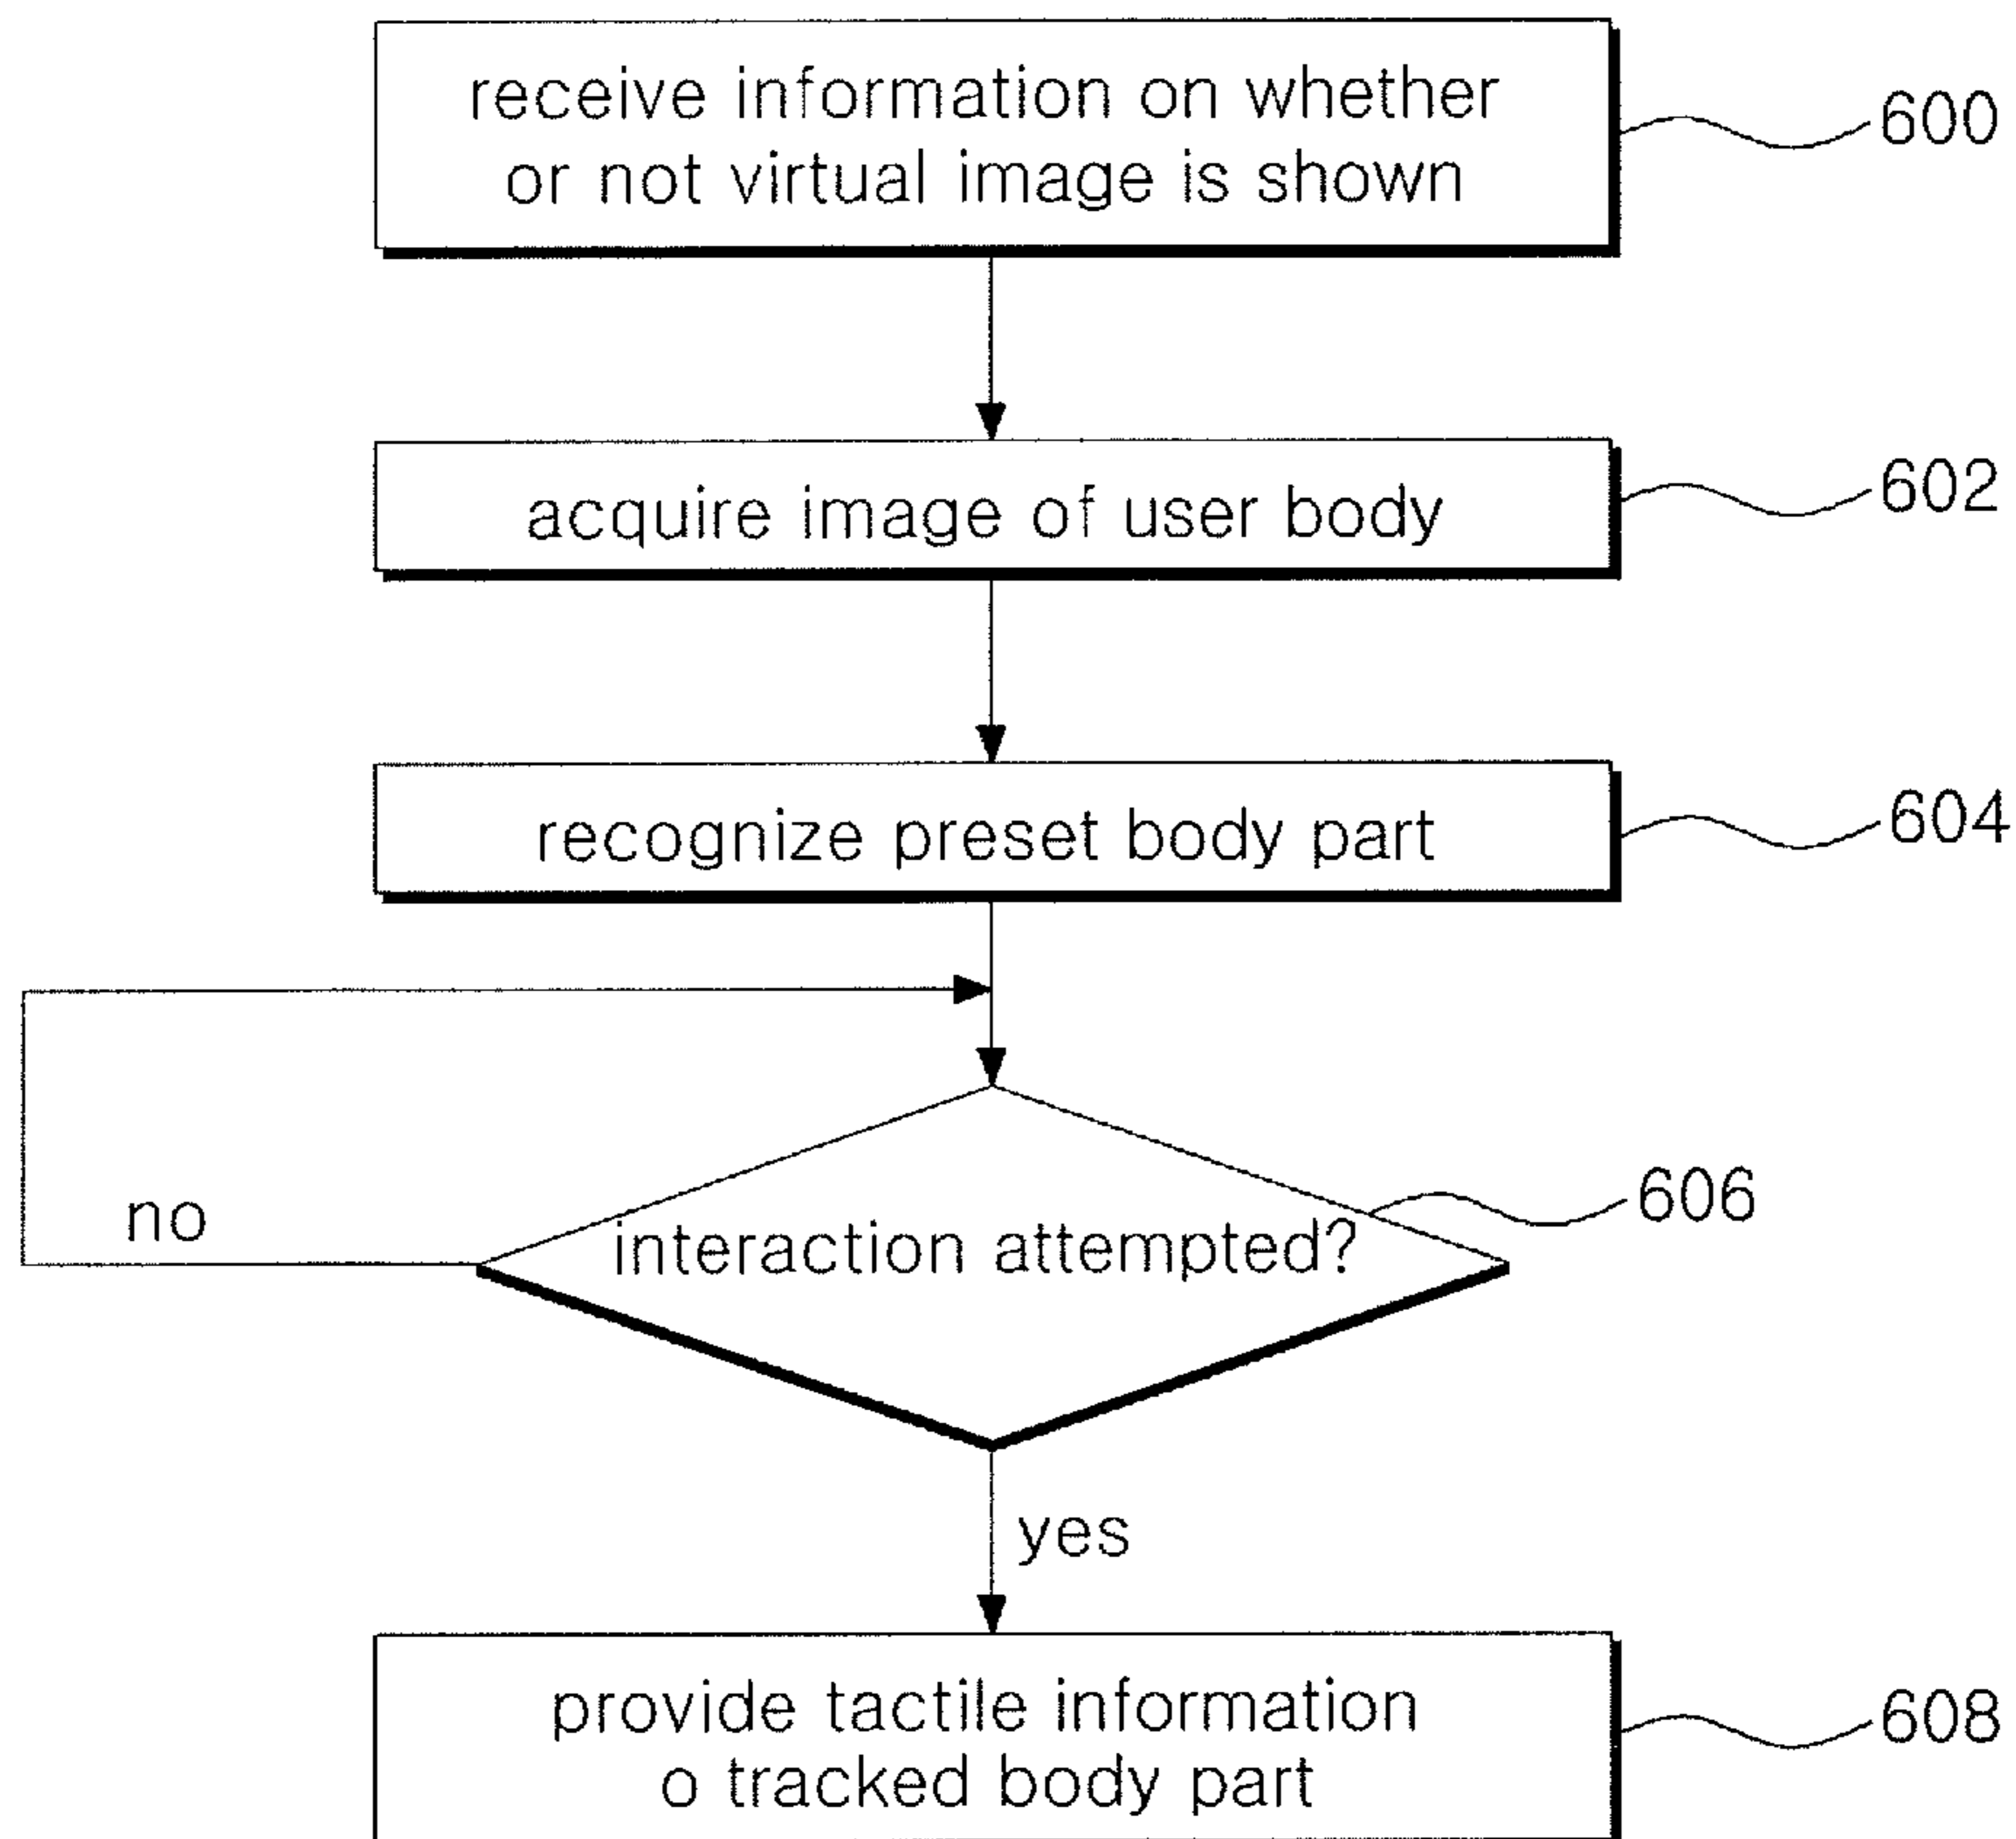 receive information on whether
or not virtual image is shown
600
acquire image of user body
602
recognize preset body part
604
no
interaction attempted?
606
yes
provide tactile information
o tracked body part
608